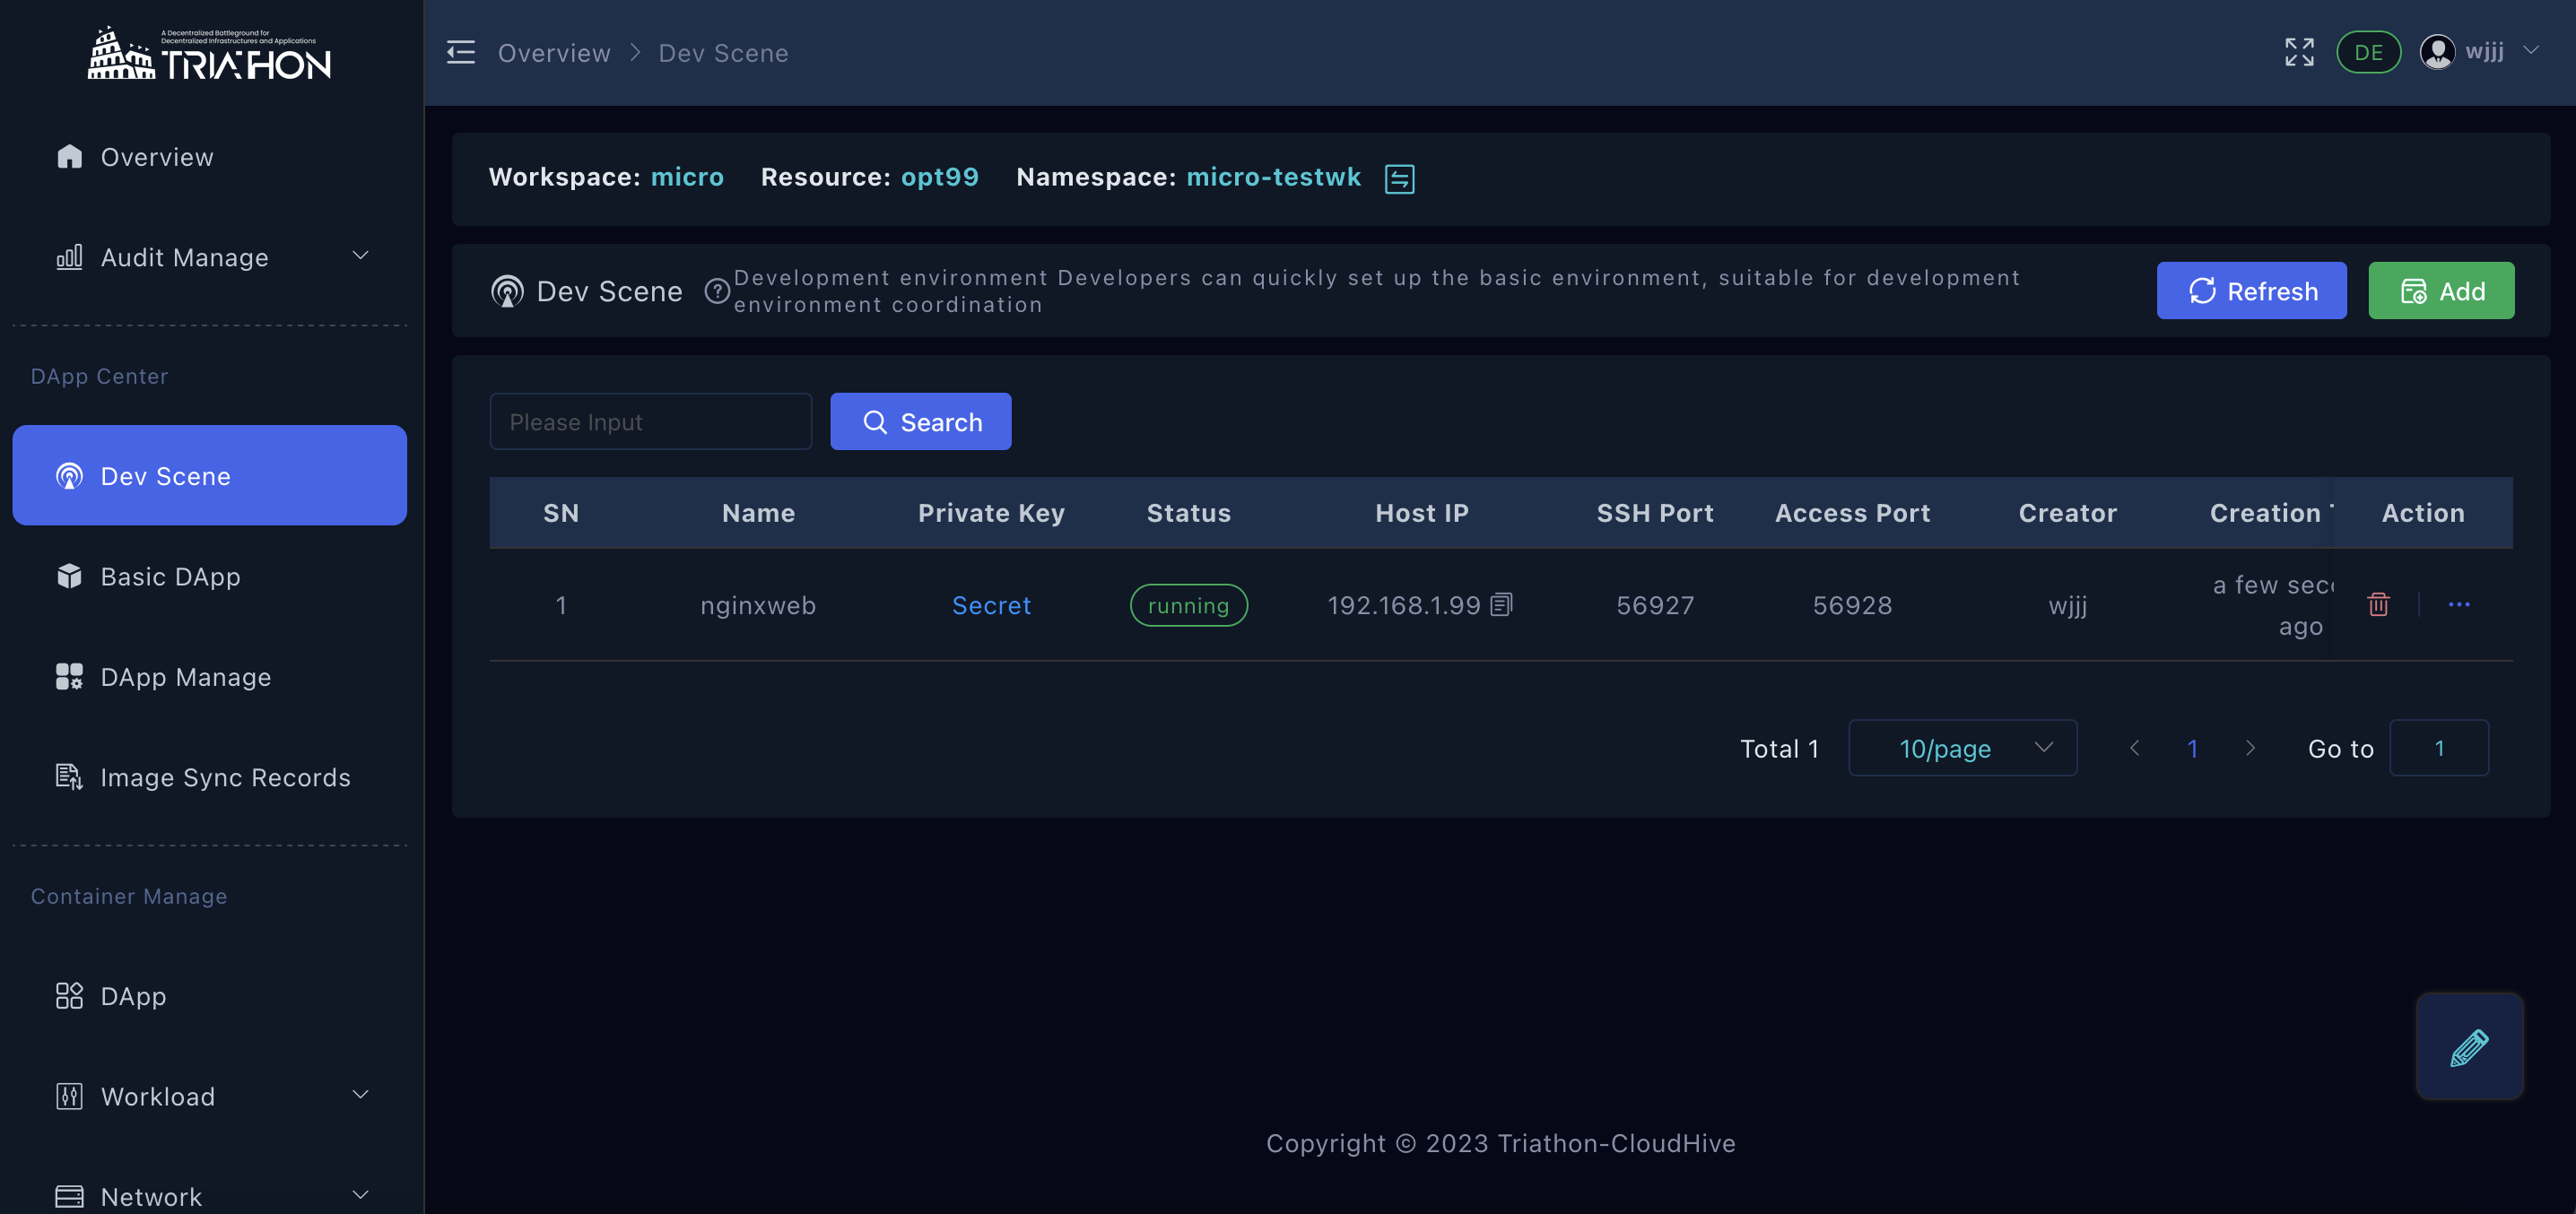 A Decentralized Battleground for
Decentralized Infrastructures and Applications
TRIATHON
Overview
Audit Manage
DApp Center
Dev Scene
Basic DApp
DApp Manage
Image Sync Records
Container Manage
DApp
Workload
Network
Overview > Dev Scene
DE wjjj
Workspace: micro Resource: opt99 Namespace: micro-testwk
Dev Scene
Development environment Developers can quickly set up the basic environment, suitable for development
environment coordination
Refresh Add
Please Input Search
SN Name Private Key Status Host IP SSH Port Access Port Creator Creation Action
1 nginxweb Secret running 192.168.1.99 56927 56928 wjjj a few sec
ago
Total 1 10/page 1 Go to 1
Copyright © 2023 Triathon-CloudHive